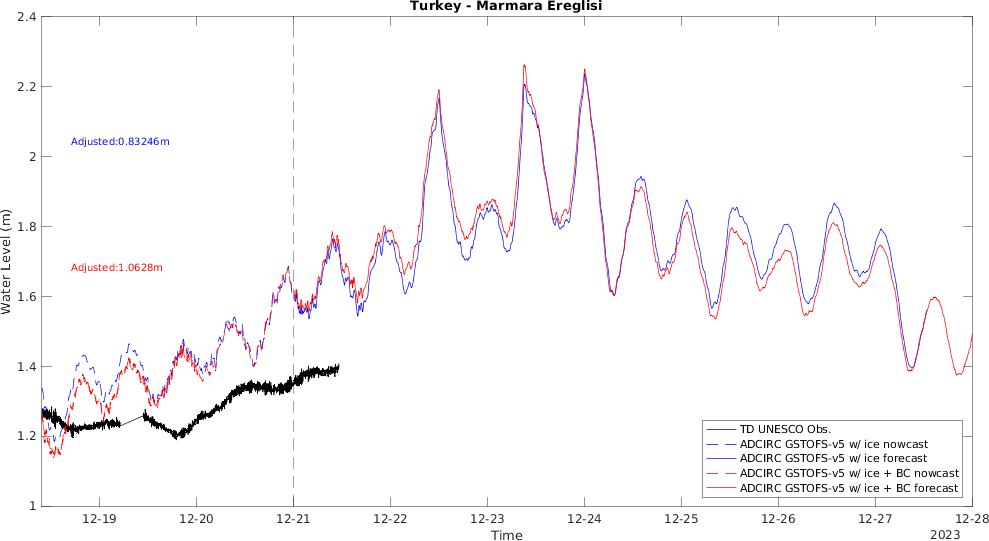 Turkey - Marmara Ereglisi
2.4
2.2
2
1.8
1.6
1.4
1.2
1
Water Level (m)
Adjusted:0.83246m
Adjusted:1.0628m
TD UNESCO Obs.
ADCIRC GSTOFS-v5 w/ ice nowcast
ADCIRC GSTOFS-v5 w/ ice forecast
ADCIRC GSTOFS-v5 w/ ice + BC nowcast
ADCIRC GSTOFS-v5 w/ ice + BC forecast
12-19 12-20 12-21 12-22 12-23 12-24 12-25 12-26 12-27 12-28
Time
2023